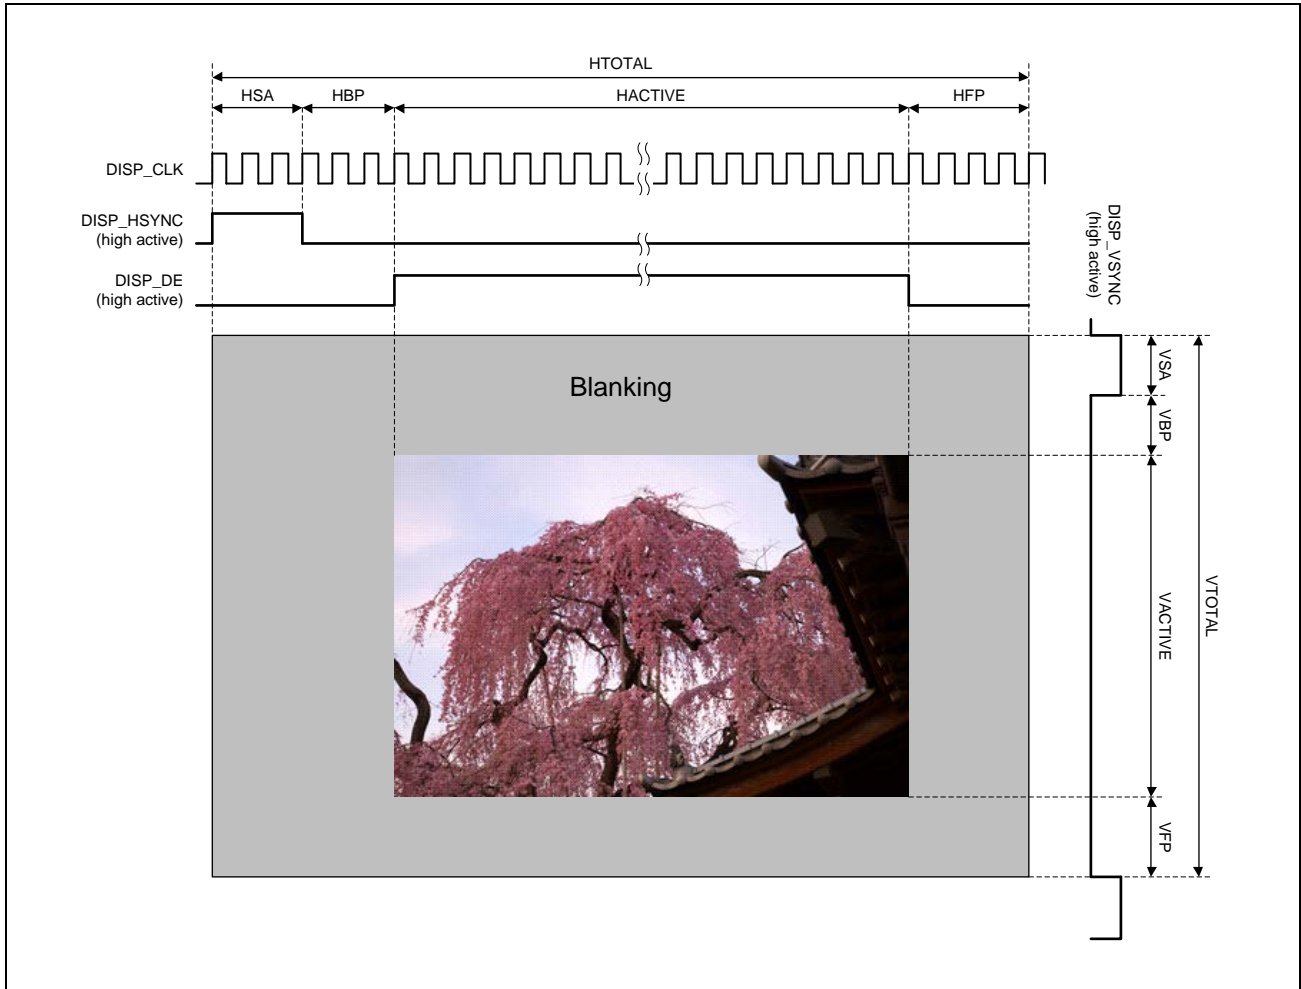 HTOTAL
HSA
HBP
HACTIVE
HFP
DISP_CLK
DISP_HSYNC
(high active)
DISP_DE
(high active)
DISP_VSYNC
(high active)
Blanking
VSA
VBP
VACTIVE
VTOTAL
VFP